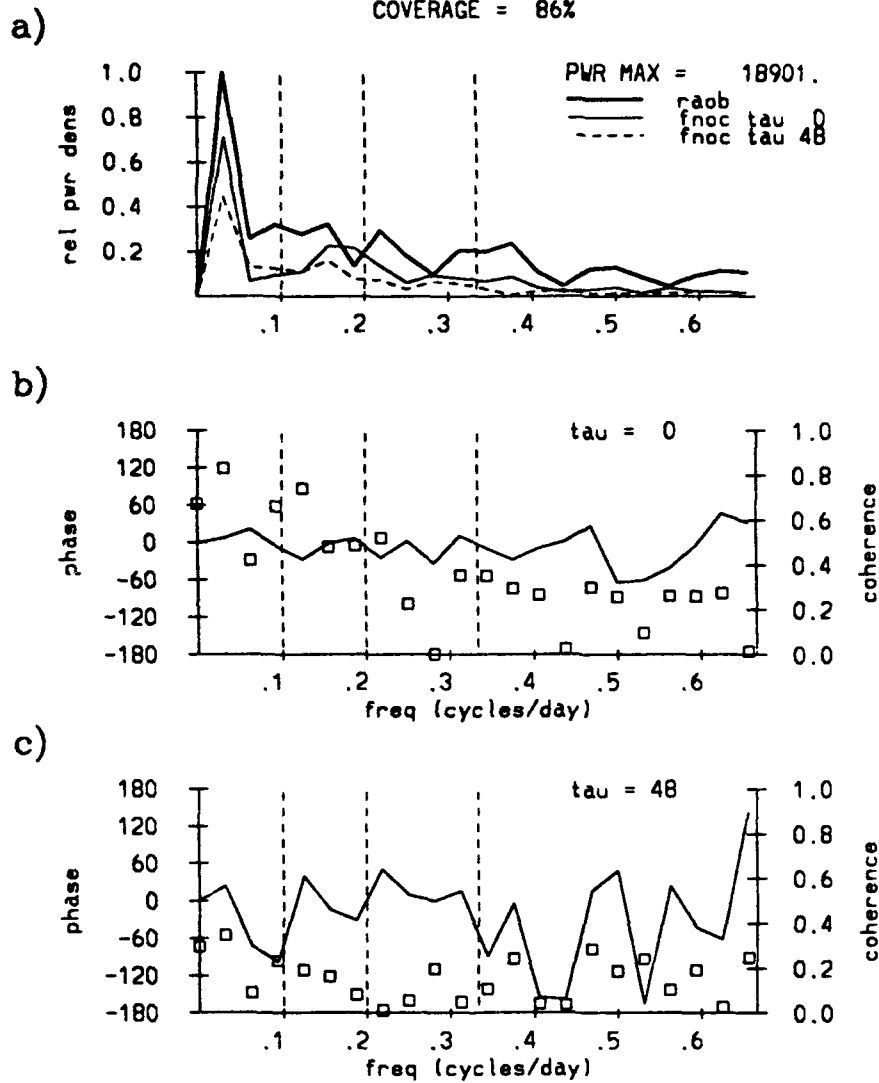 COVERAGE = 86%
a)
PWR MAX = 18901.
raob
fnoc tau 0
fnoc tau 48
rel pwr dens
1.0
0.8
0.6
0.4
0.2
.1 .2 .3 .4 .5 .6
b)
tau = 0
phase
180
120
60
0
-60
-120
-180
1.0
0.8
0.6
0.4
0.2
0.0
coherence
.1 .2 .3 .4 .5 .6
freq (cycles/day)
c)
tau = 48
phase
180
120
60
0
-60
-120
-180
1.0
0.8
0.6
0.4
0.2
0.0
coherence
.1 .2 .3 .4 .5 .6
freq (cycles/day)